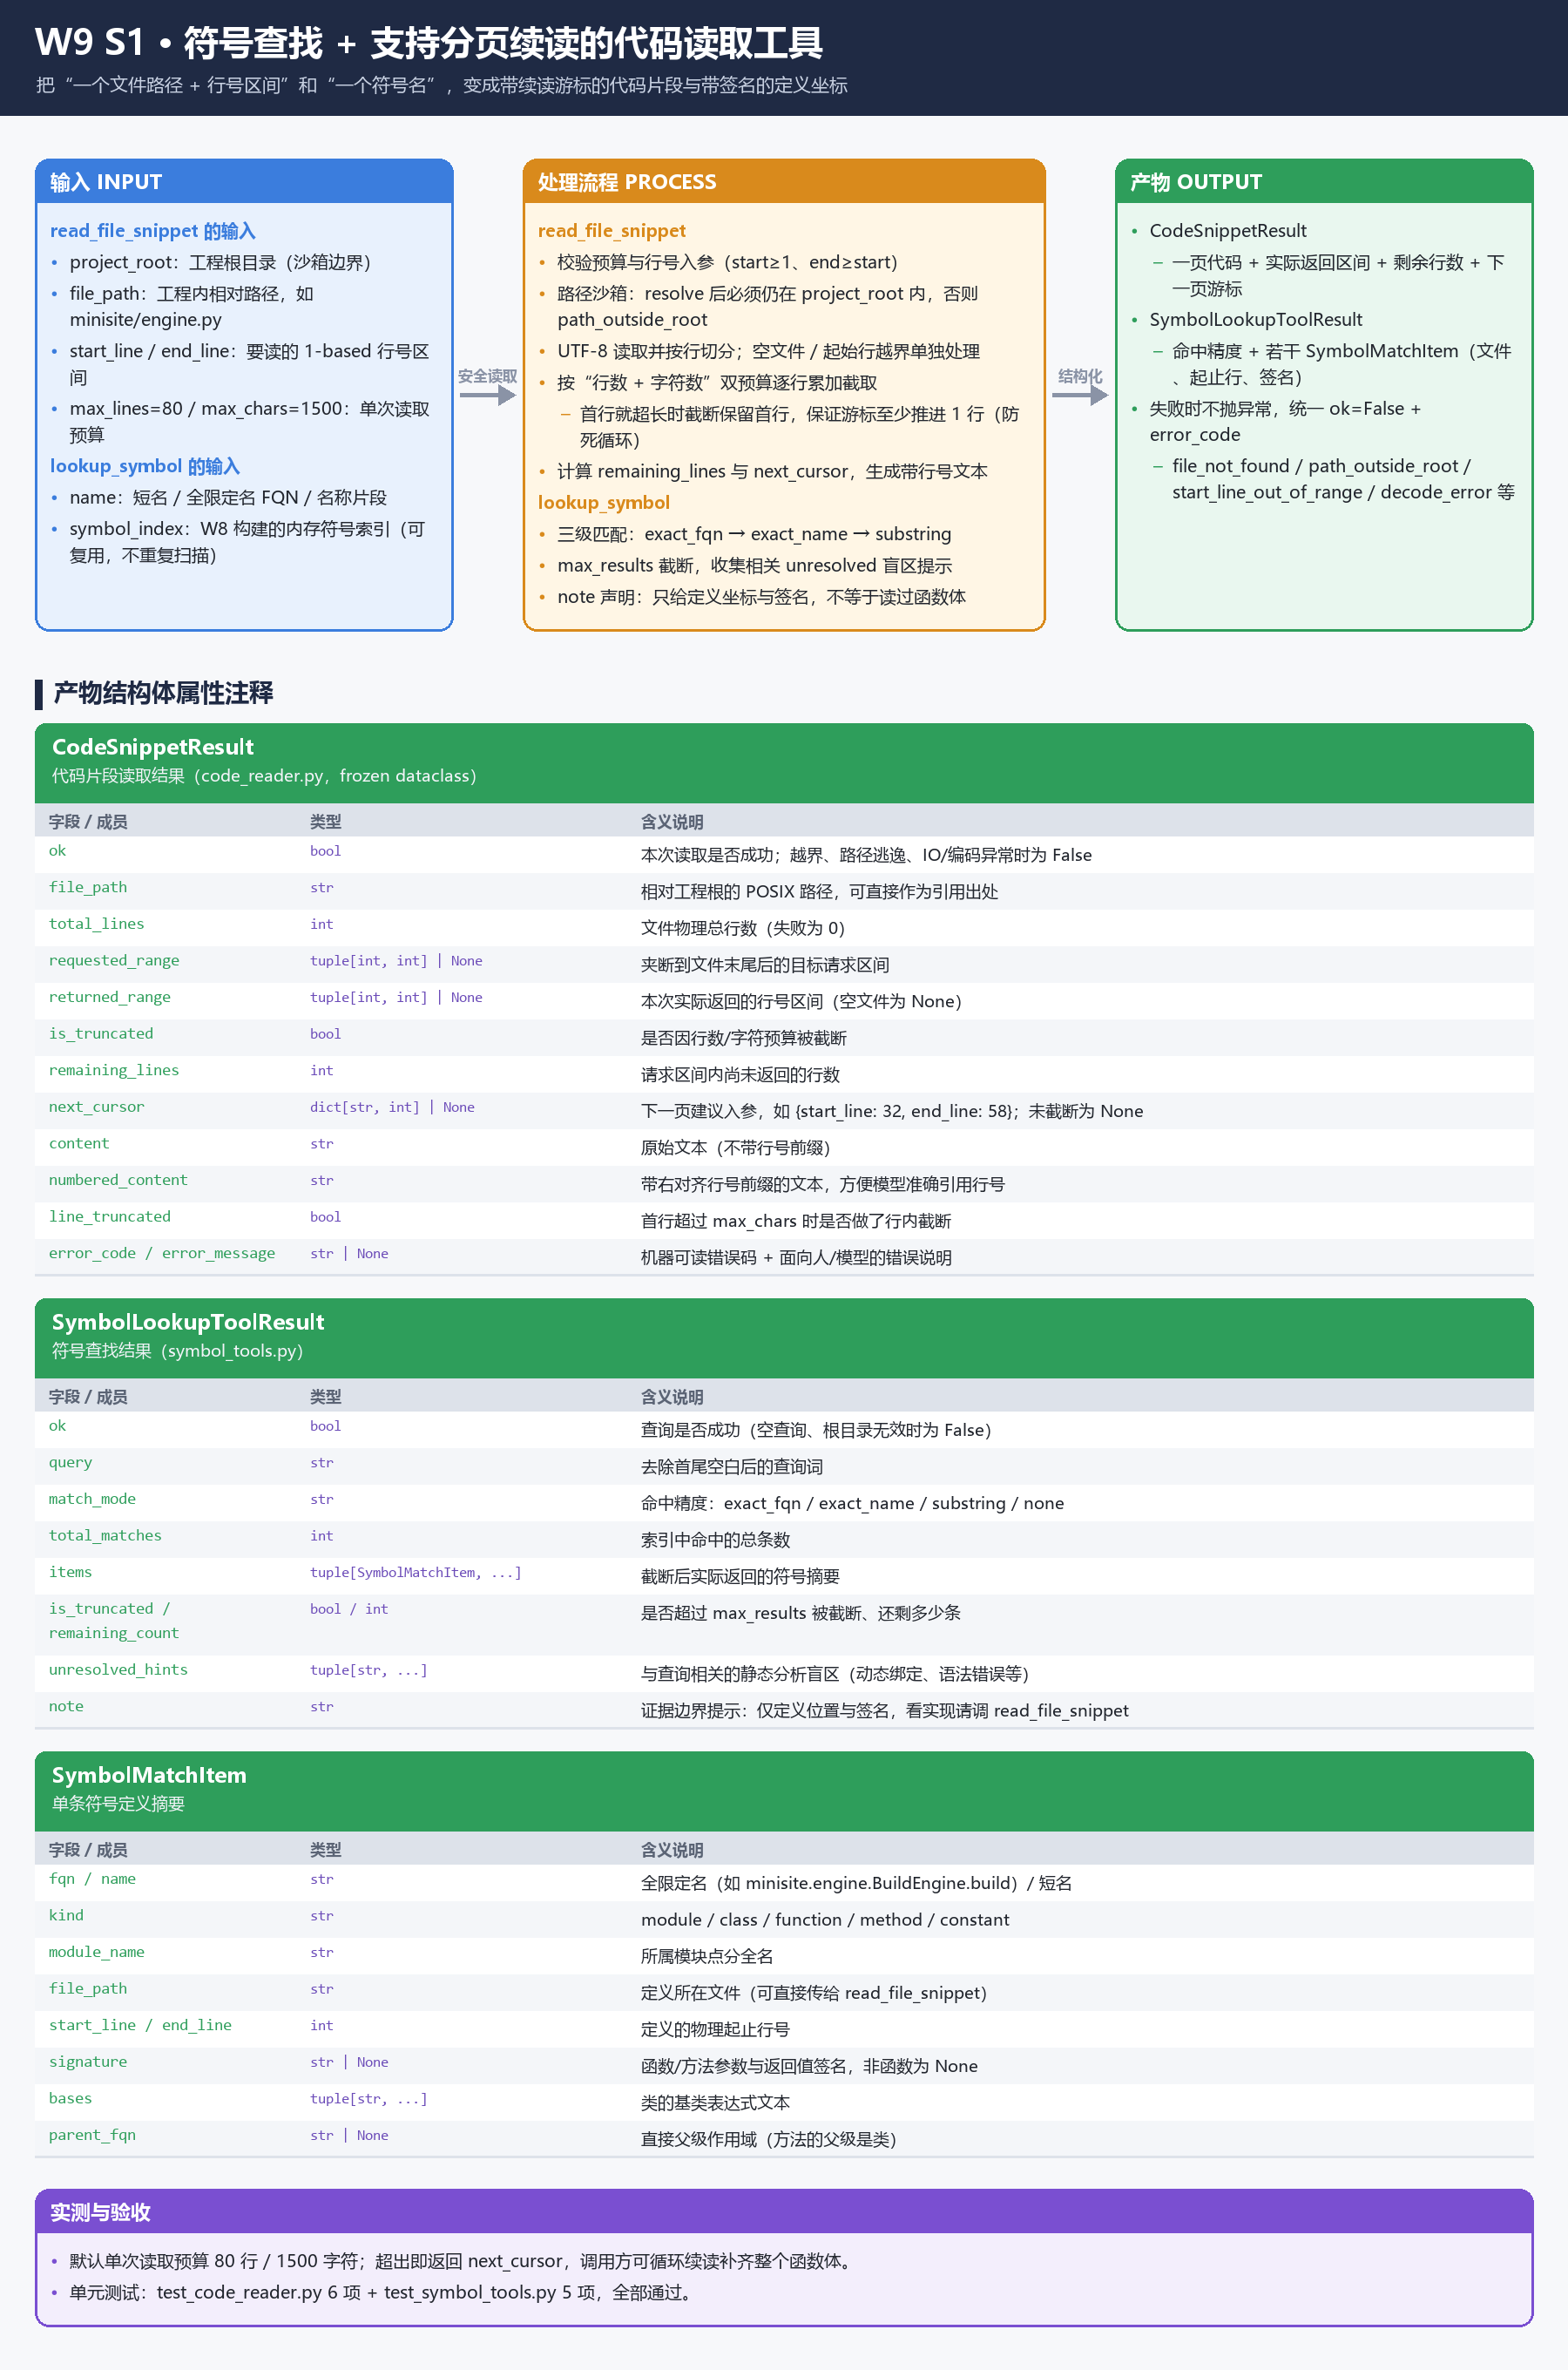 W9 S1 • 符号查找 + 支持分页续读的代码读取工具
把“一个文件路径 + 行号区间”和“一个符号名”，变成带续读游标的代码片段与带签名的定义坐标
输入 INPUT
read_file_snippet 的输入
• project_root：工程根目录（沙箱边界）
• file_path：工程内相对路径，如
minisite/engine.py
• start_line / end_line：要读的 1-based 行号区
间
• max_lines=80 / max_chars=1500：单次读取
预算
lookup_symbol 的输入
• name：短名 / 全限定名 FQN / 名称片段
• symbol_index：W8 构建的内存符号索引（可
复用，不重复扫描）
安全读取
处理流程 PROCESS
read_file_snippet
• 校验预算与行号入参（start≥1、end≥start）
• 路径沙箱：resolve 后必须仍在 project_root 内，否则
path_outside_root
• UTF-8 读取并按行切分；空文件 / 起始行越界单独处理
• 按“行数 + 字符数”双预算逐行累加截取
– 首行就超长时截断保留首行，保证游标至少推进 1 行（防
死循环）
• 计算 remaining_lines 与 next_cursor，生成带行号文本
lookup_symbol
• 三级匹配：exact_fqn → exact_name → substring
• max_results 截断，收集相关 unresolved 盲区提示
• note 声明：只给定义坐标与签名，不等于读过函数体
结构化
产物 OUTPUT
• CodeSnippetResult
– 一页代码 + 实际返回区间 + 剩余行数 + 下
一页游标
• SymbolLookupToolResult
– 命中精度 + 若干 SymbolMatchItem（文件
、起止行、签名）
• 失败时不抛异常，统一 ok=False +
error_code
– file_not_found / path_outside_root /
start_line_out_of_range / decode_error 等
产物结构体属性注释
CodeSnippetResult
代码片段读取结果（code_reader.py，frozen dataclass）
字段 / 成员 类型 含义说明
ok bool 本次读取是否成功；越界、路径逃逸、IO/编码异常时为 False
file_path str 相对工程根的 POSIX 路径，可直接作为引用出处
total_lines int 文件物理总行数（失败为 0）
requested_range tuple[int, int] | None 夹断到文件末尾后的目标请求区间
returned_range tuple[int, int] | None 本次实际返回的行号区间（空文件为 None）
is_truncated bool 是否因行数/字符预算被截断
remaining_lines int 请求区间内尚未返回的行数
next_cursor dict[str, int] | None 下一页建议入参，如 {start_line: 32, end_line: 58}；未截断为 None
content str 原始文本（不带行号前缀）
numbered_content str 带右对齐行号前缀的文本，方便模型准确引用行号
line_truncated bool 首行超过 max_chars 时是否做了行内截断
error_code / error_message str | None 机器可读错误码 + 面向人/模型的错误说明
SymbolLookupToolResult
符号查找结果（symbol_tools.py）
字段 / 成员 类型 含义说明
ok bool 查询是否成功（空查询、根目录无效时为 False）
query str 去除首尾空白后的查询词
match_mode str 命中精度：exact_fqn / exact_name / substring / none
total_matches int 索引中命中的总条数
items tuple[SymbolMatchItem, ...] 截断后实际返回的符号摘要
is_truncated / bool / int 是否超过 max_results 被截断、还剩多少条
remaining_count
unresolved_hints tuple[str, ...] 与查询相关的静态分析盲区（动态绑定、语法错误等）
note str 证据边界提示：仅定义位置与签名，看实现请调 read_file_snippet
SymbolMatchItem
单条符号定义摘要
字段 / 成员 类型 含义说明
fqn / name str 全限定名（如 minisite.engine.BuildEngine.build）/ 短名
kind str module / class / function / method / constant
module_name str 所属模块点分全名
file_path str 定义所在文件（可直接传给 read_file_snippet）
start_line / end_line int 定义的物理起止行号
signature str | None 函数/方法参数与返回值签名，非函数为 None
bases tuple[str, ...] 类的基类表达式文本
parent_fqn str | None 直接父级作用域（方法的父级是类）
实测与验收
• 默认单次读取预算 80 行 / 1500 字符；超出即返回 next_cursor，调用方可循环续读补齐整个函数体。
• 单元测试：test_code_reader.py 6 项 + test_symbol_tools.py 5 项，全部通过。